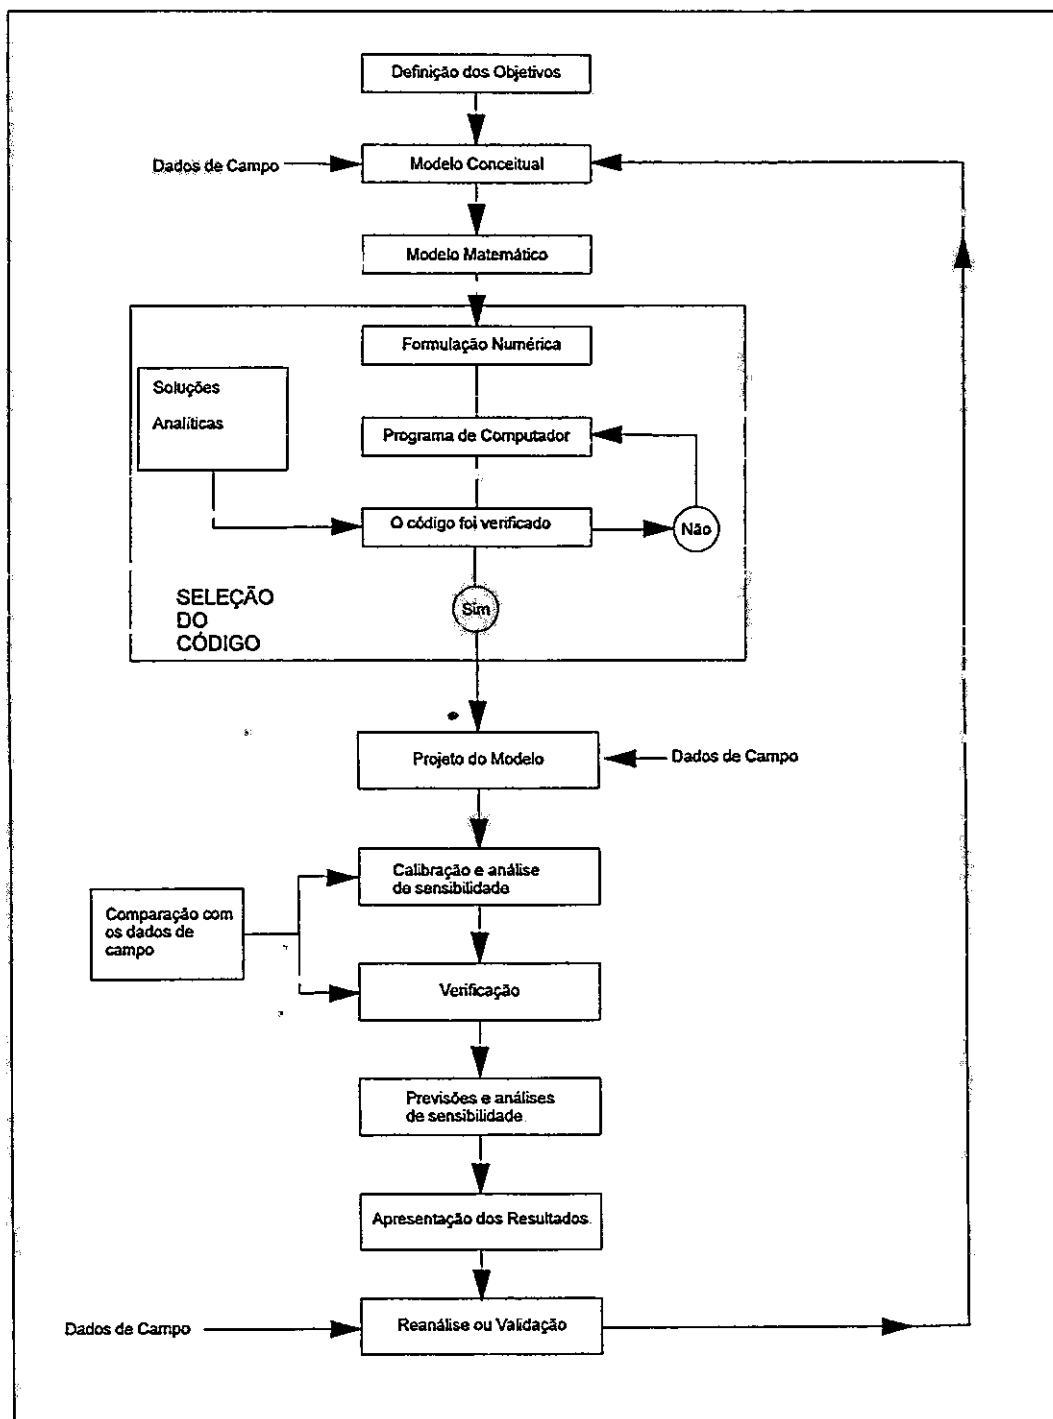 Definição dos Objetivos
Dados de Campo
Modelo Conceitual
Modelo Matemático
Formulação Numérica
Soluções
Analíticas
Programa de Computador
O código foi verificado
Não
SELEÇÃO
DO
CÓDIGO
Sim
Projeto do Modelo
Dados de Campo
Calibração e análise
de sensibilidade
Comparação com
os dados de
campo
Verificação
Previsões e análises
de sensibilidade
Apresentação dos Resultados
Dados de Campo
Reanálise ou Validação